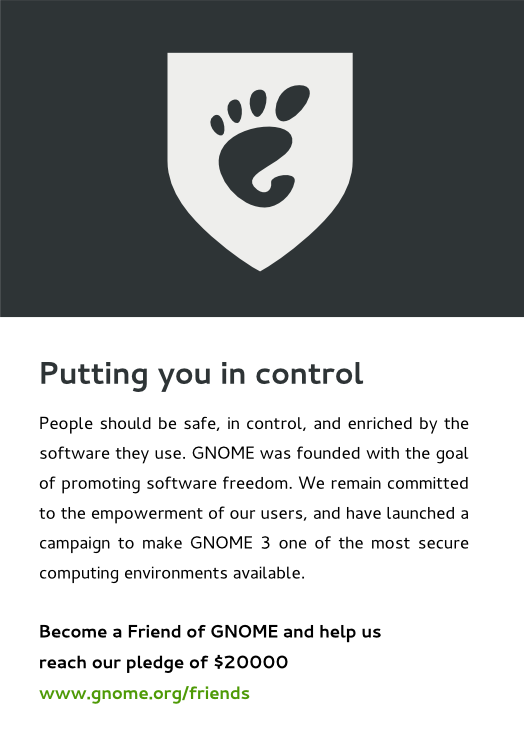 Putting you in control
People should be safe, in control, and enriched by the
software they use. GNOME was founded with the goal
of promoting software freedom. We remain committed
to the empowerment of our users, and have launched a
campaign to make GNOME 3 one of the most secure
computing environments available.
Become a Friend of GNOME and help us
reach our pledge of $20000
www.gnome.org/friends